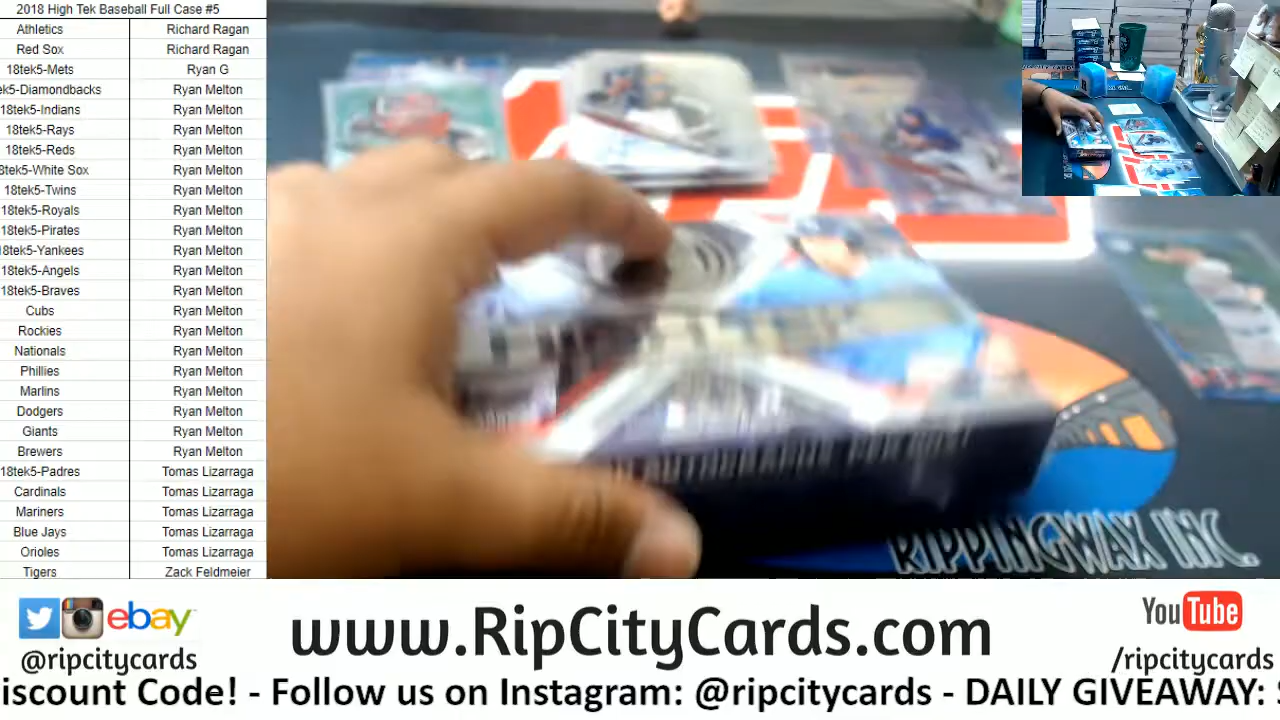 2018 High Tek Baseball Full Case #5
Athletics Richard Ragan
Red Sox Richard Ragan
18tek5-Mets Ryan G
ek5-Diamondbacks Ryan Melton
18tek5-Indians Ryan Melton
18tek5-Rays Ryan Melton
18tek5-Reds Ryan Melton
8tek5-White Sox Ryan Melton
18tek5-Twins Ryan Melton
18tek5-Royals Ryan Melton
18tek5-Pirates Ryan Melton
18tek5-Yankees Ryan Melton
18tek5-Angels Ryan Melton
18tek5-Braves Ryan Melton
Cubs Ryan Melton
Rockies Ryan Melton
Nationals Ryan Melton
Phillies Ryan Melton
Marlins Ryan Melton
Dodgers Ryan Melton
Giants Ryan Melton
Brewers Ryan Melton
18tek5-Padres Tomas Lizarraga
Cardinals Tomas Lizarraga
Mariners Tomas Lizarraga
Blue Jays Tomas Lizarraga
Orioles Tomas Lizarraga
Tigers Zack Feldmeier
AUTOGRAPHS PER BOX!
RIPPINGWAX INC.
ebay
@ripcitycards
www.RipCityCards.com
YouTube
/ripcitycards
iscount Code! - Follow us on Instagram: @ripcitycards - DAILY GIVEAWAY: S